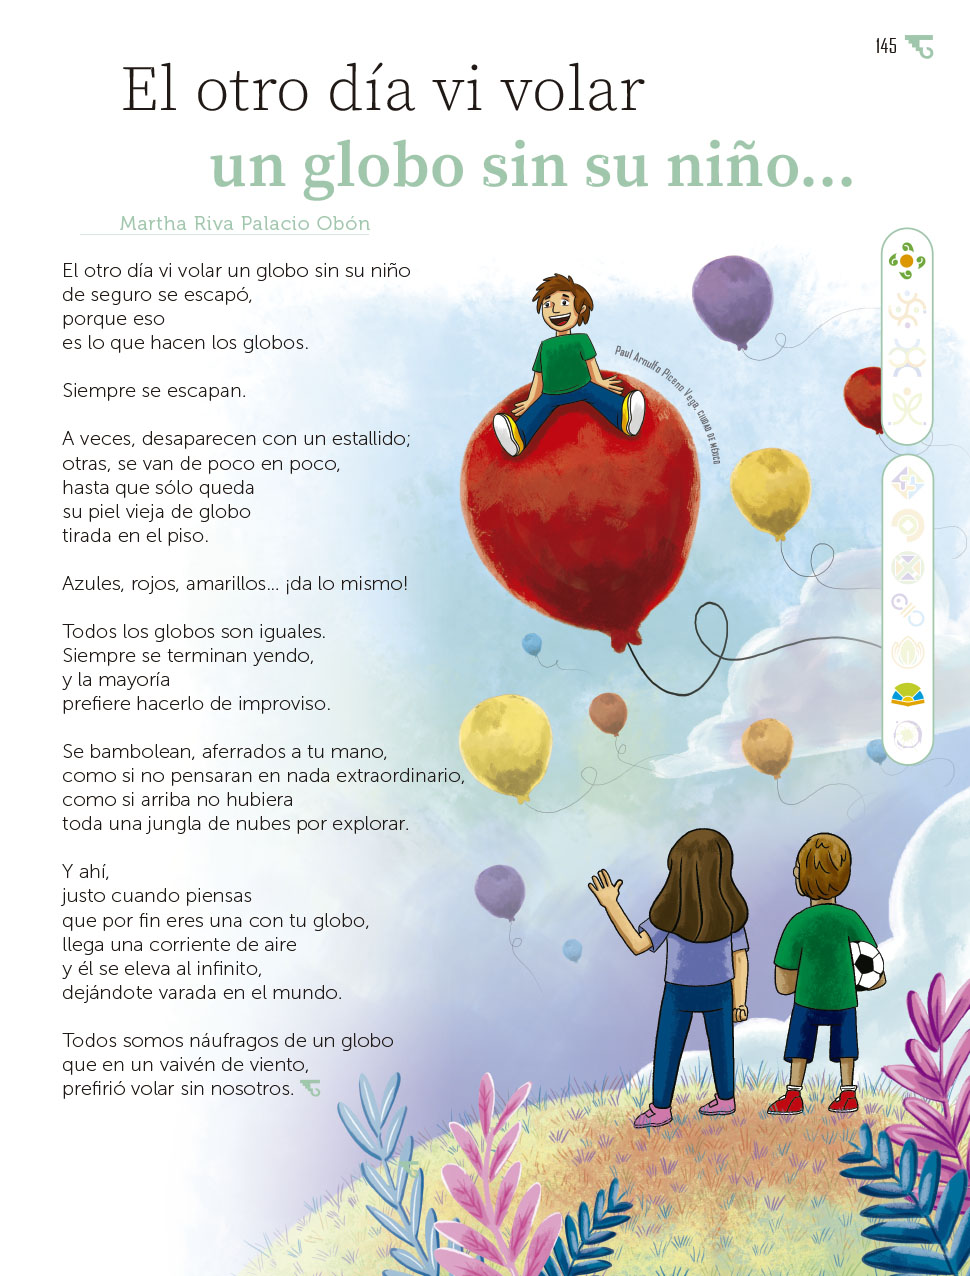 145
El otro día vi volar
un globo sin su niño...
Martha Riva Palacio Obón
El otro día vi volar un globo sin su niño
de seguro se escapó,
porque eso
es lo que hacen los globos.
Siempre se escapan.
A veces, desaparecen con un estallido;
otras, se van de poco en poco,
hasta que sólo queda
su piel vieja de globo
tirada en el piso.
Azules, rojos, amarillos... ¡da lo mismo!
Todos los globos son iguales.
Siempre se terminan yendo,
y la mayoría
prefiere hacerlo de improviso.
Se bambolean, aferrados a tu mano,
como si no pensaran en nada extraordinario,
como si arriba no hubiera
toda una jungla de nubes por explorar.
Y ahí,
justo cuando piensas
que por fin eres una con tu globo,
llega una corriente de aire
y él se eleva al infinito,
dejándote varada en el mundo.
Todos somos náufragos de un globo
que en un vaivén de viento,
prefirió volar sin nosotros.
Paul Arnulfo Piceno Vega, CIUDAD DE MÉXICO